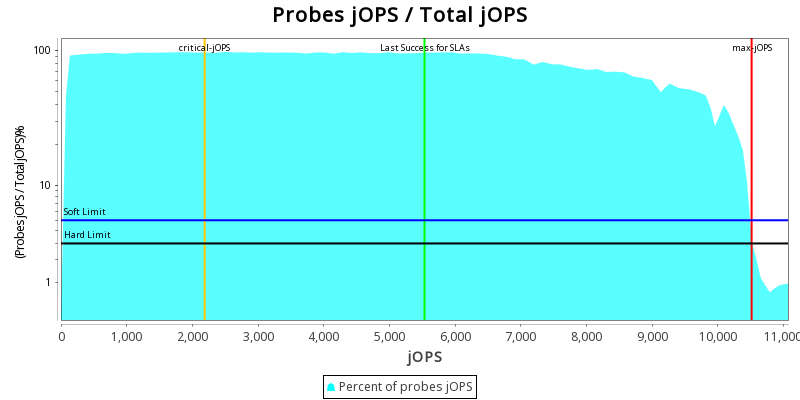 Probes jOPS / Total jOPS
(Probes jOPS / Total jOPS)%
100
10
1
critical-jOPS
Last Success for SLAs
max-jOPS
Soft Limit
Hard Limit
0
1,000
2,000
3,000
4,000
5,000
6,000
7,000
8,000
9,000
10,000
11,000
jOPS
Percent of probes jOPS